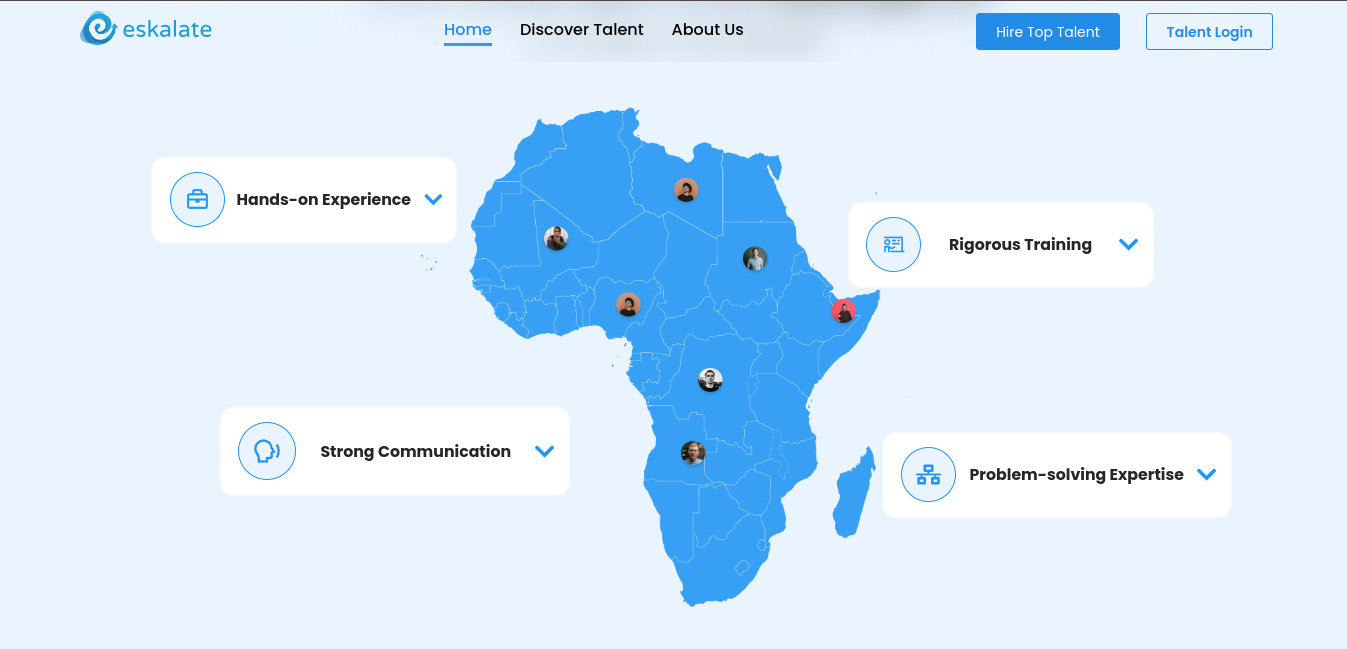 eskalate
Home
Discover Talent
About Us
Hire Top Talent
Talent Login
Hands-on Experience
Rigorous Training
Strong Communication
Problem-solving Expertise